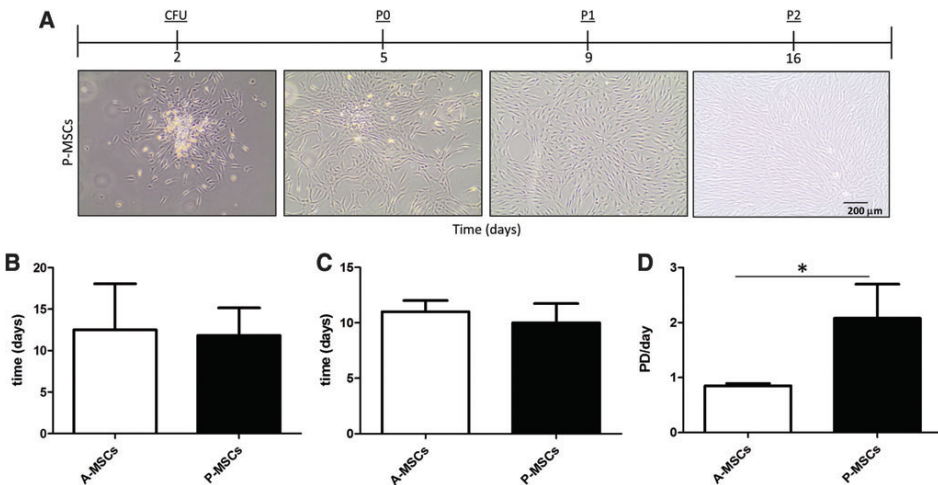 A
CFU P0 P1 P2
2 5 9 16
P-MSCs
200 µm
Time (days)
B
time (days)
20
15
10
5
0
A-MSCs
P-MSCs
C
time (days)
15
10
5
0
A-MSCs
P-MSCs
D
PD/day
3
2
1
0
*
A-MSCs
P-MSCs